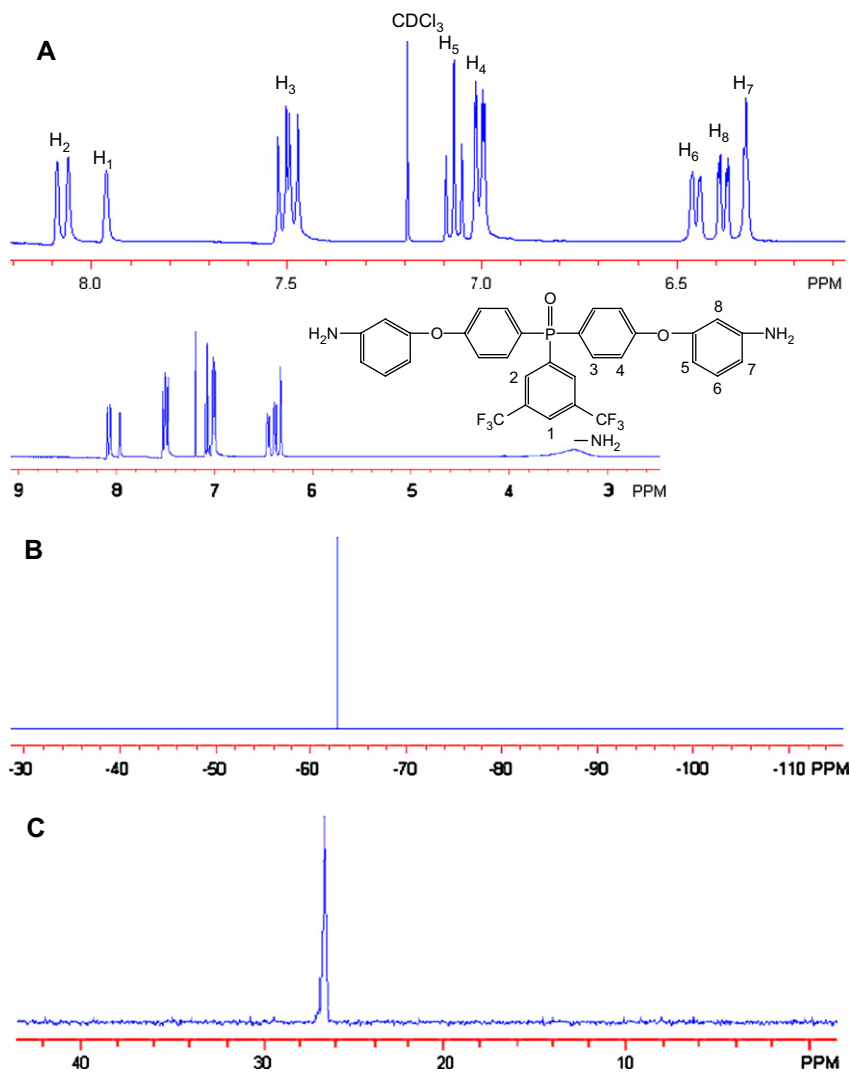 CDCl3
A
H5
H4
H3
H7
H2
H8
H1
H6
8.0 7.5 7.0 6.5 PPM
O
8
H2N O P O NH2
2 3 4 5 7
6
F3C CF3
1
—NH2
9 8 7 6 5 4 3 PPM
B
-30 -40 -50 -60 -70 -80 -90 -100 -110 PPM
C
40 30 20 10 PPM